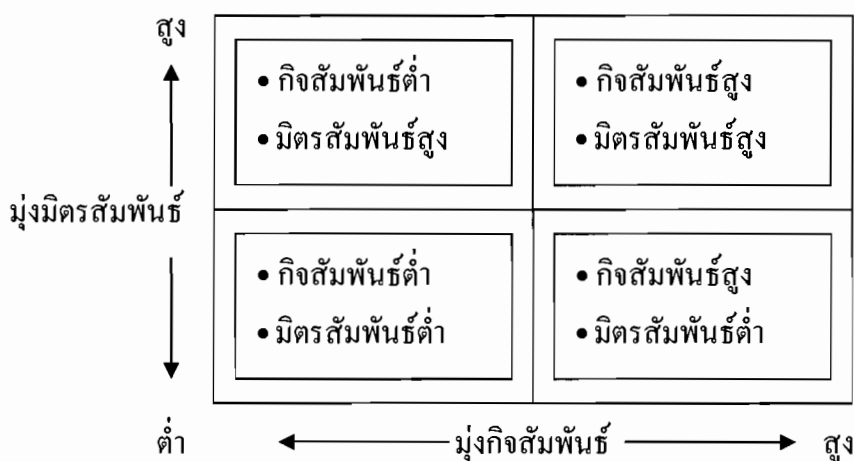 สูง
• กิจสัมพันธ์ต่ำ
• มิตรสัมพันธ์สูง
• กิจสัมพันธ์สูง
• มิตรสัมพันธ์สูง
มุ่งมิตรสัมพันธ์
• กิจสัมพันธ์ต่ำ
• มิตรสัมพันธ์ต่ำ
• กิจสัมพันธ์สูง
• มิตรสัมพันธ์ต่ำ
ต่ำ
มุ่งกิจสัมพันธ์
สูง